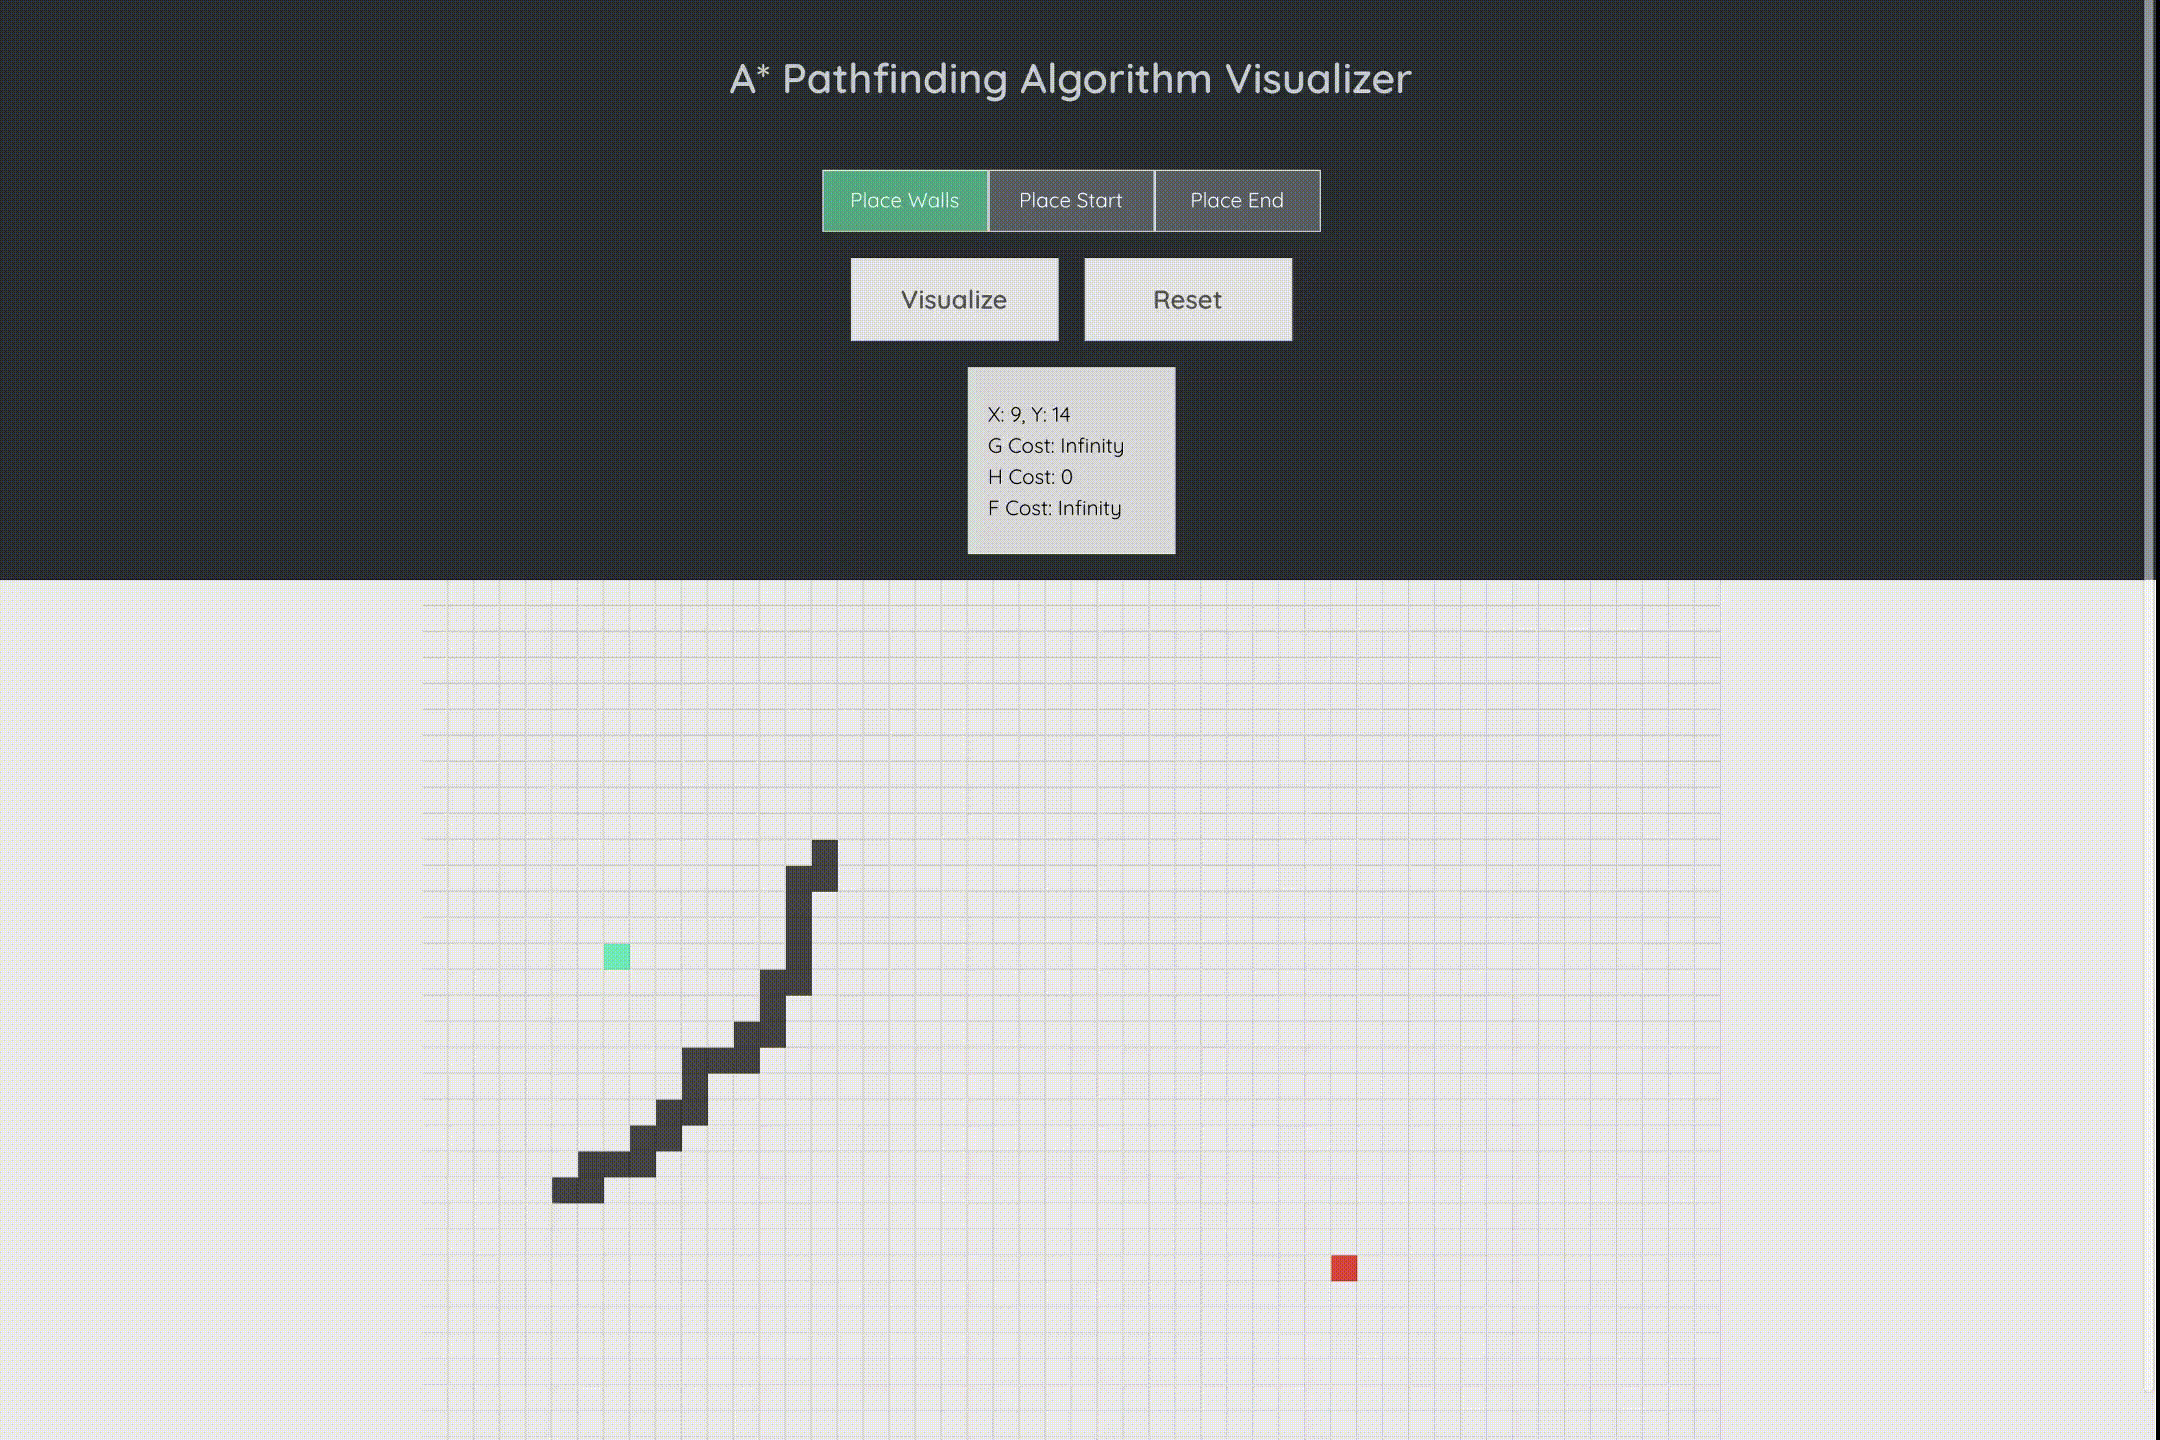 A* Pathfinding Algorithm Visualizer
Place Walls Place Start Place End
Visualize Reset
X: 9, Y: 14
G Cost: Infinity
H Cost: 0
F Cost: Infinity